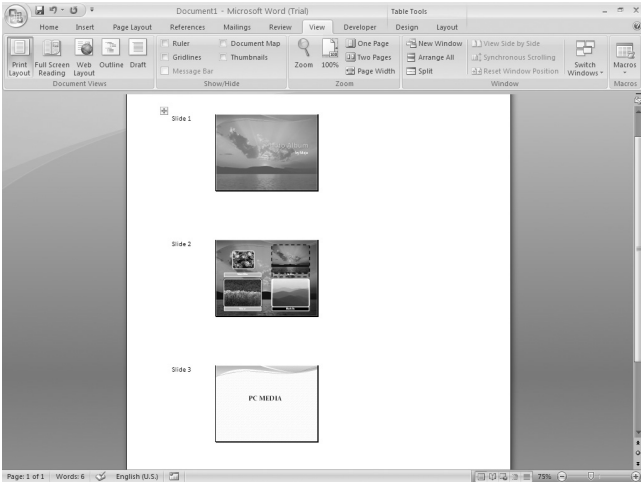 Document1 - Microsoft Word (Trial) Table Tools
Home Insert Page Layout References Mailings Review View Developer Design Layout
Print Layout Full Screen Reading Web Layout Outline Draft
Document Views
Ruler Document Map
Gridlines Thumbnails
Message Bar
Show/Hide
Zoom 100% One Page
Two Pages
Page Width
Zoom
New Window View Side by Side
Arrange All Synchronous Scrolling
Split Reset Window Position
Switch Windows
Window
Macros
Macros
Slide 1
Slide 2
Slide 3
PC MEDIA
Page: 1 of 1 Words: 6 English (U.S.) 75%